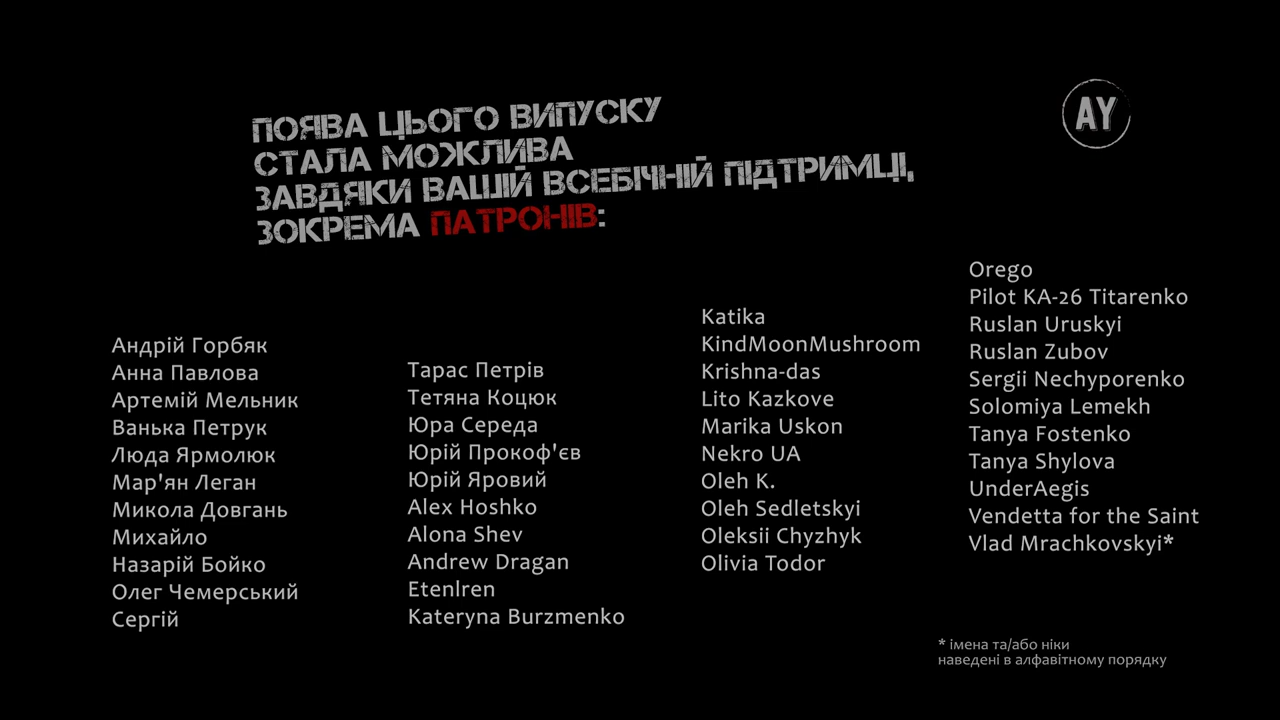 ПОЯВА ЦЬОГО ВИПУСКУ
СТАЛА МОЖЛИВА
ЗАВДЯКИ ВАШІЙ ВСЕБІЧНІЙ ПІДТРИМЦІ,
ЗОКРЕМА ПАТРОНІВ:
АУ
Андрій Горбяк
Анна Павлова
Артемій Мельник
Ванька Петрук
Люда Ярмолюк
Мар'ян Леган
Микола Довгань
Михайло
Назарій Бойко
Олег Чемерський
Сергій
Тарас Петрів
Тетяна Коцюк
Юра Середа
Юрій Прокоф'єв
Юрій Яровий
Alex Hoshko
Alona Shev
Andrew Dragan
Etenlren
Kateryna Burzmenko
Katika
KindMoonMushroom
Krishna-das
Lito Kazkove
Marika Uskon
Nekro UA
Oleh K.
Oleh Sedletskyi
Oleksii Chyzhyk
Olivia Todor
Orego
Pilot KA-26 Titarenko
Ruslan Uruskyi
Ruslan Zubov
Sergii Nechyporenko
Solomiya Lemekh
Tanya Fostenko
Tanya Shylova
UnderAegis
Vendetta for the Saint
Vlad Mrachkovskyi*
* імена та/або ніки
наведені в алфавітному порядку